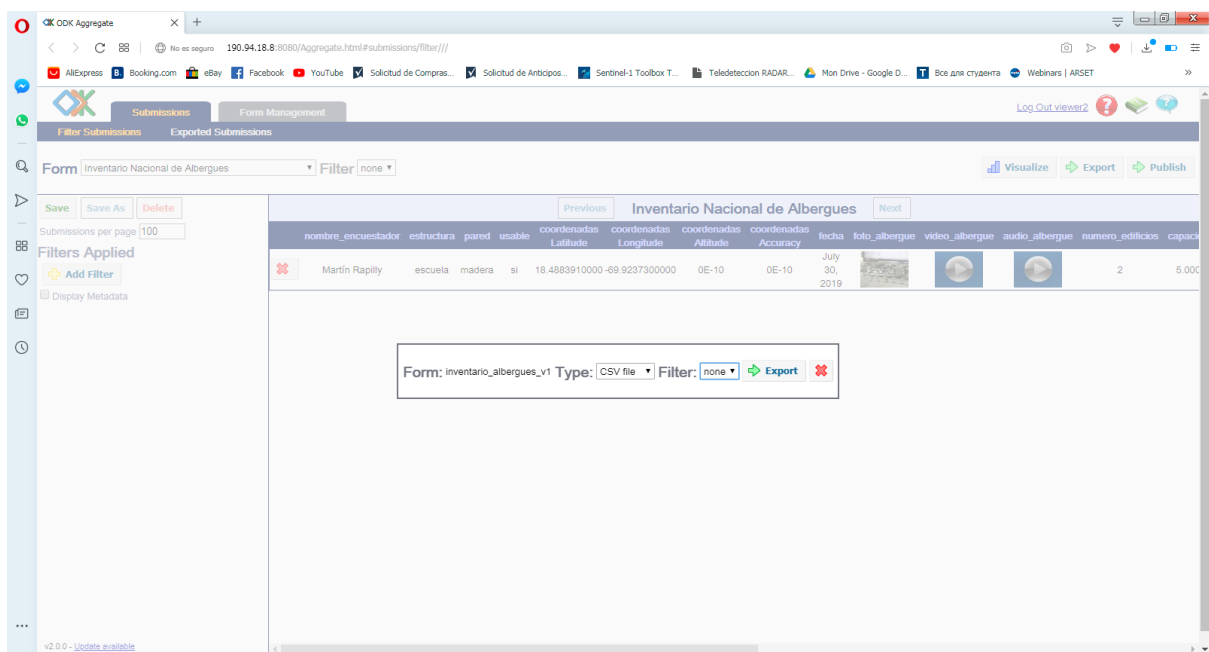 ODK Aggregate
No es seguro 190.94.18.8:8080/Aggregate.html#submissions/filter///
AliExpress B. Booking.com eBay Facebook YouTube Solicitud de Compras... Solicitud de Anticipos... Sentinel-1 Toolbox T... Teledeteccion RADAR... Mon Drive - Google D... Все для студента Webinars | ARSET »
Submissions Form Management Log Out viewer2
Filter Submissions Exported Submissions
Form Inventario Nacional de Albergues Filter none Visualize Export Publish
Save Save As Delete Previous Inventario Nacional de Albergues Next
Submissions per page 100
nombre_encuestador estructura pared usable coordenadas Latitude coordenadas Longitude coordenadas Altitude coordenadas Accuracy fecha foto_albergue video_albergue audio_albergue numero_edificios capaci
Filters Applied
Add Filter
Martín Rapilly escuela madera si 18.4883910000 -69.9237300000 0E-10 0E-10 July 30, 2019 2 5.000
Display Metadata
Form: inventario_albergues_v1 Type: CSV file Filter: none Export
v2.0.0 - Update available